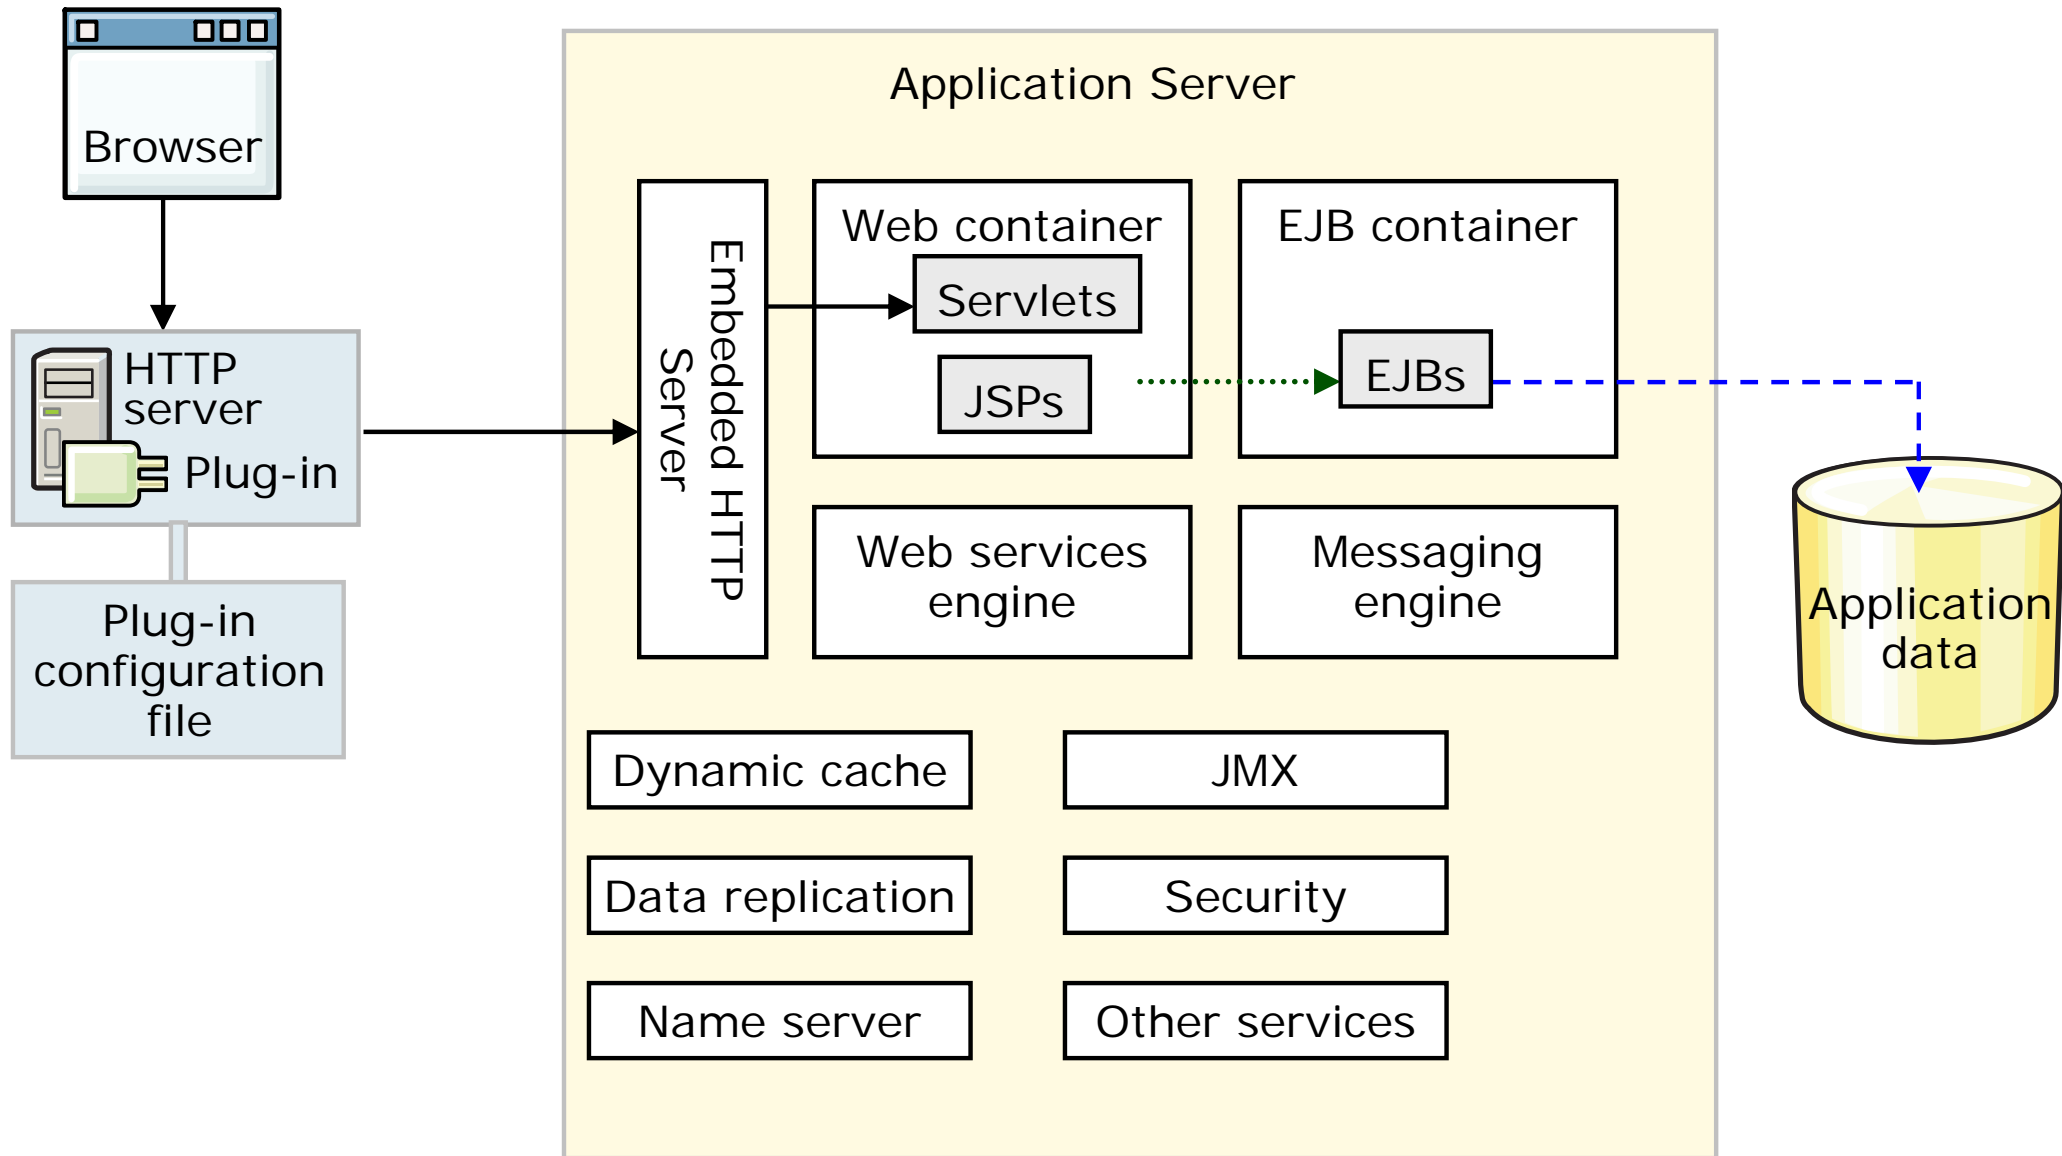 Browser
HTTP
server
Plug-in
Plug-in
configuration
file
Application Server
Embedded HTTP
Server
Web container
Servlets
JSPs
EJB container
EJBs
Web services
engine
Messaging
engine
Dynamic cache
JMX
Data replication
Security
Name server
Other services
Application
data